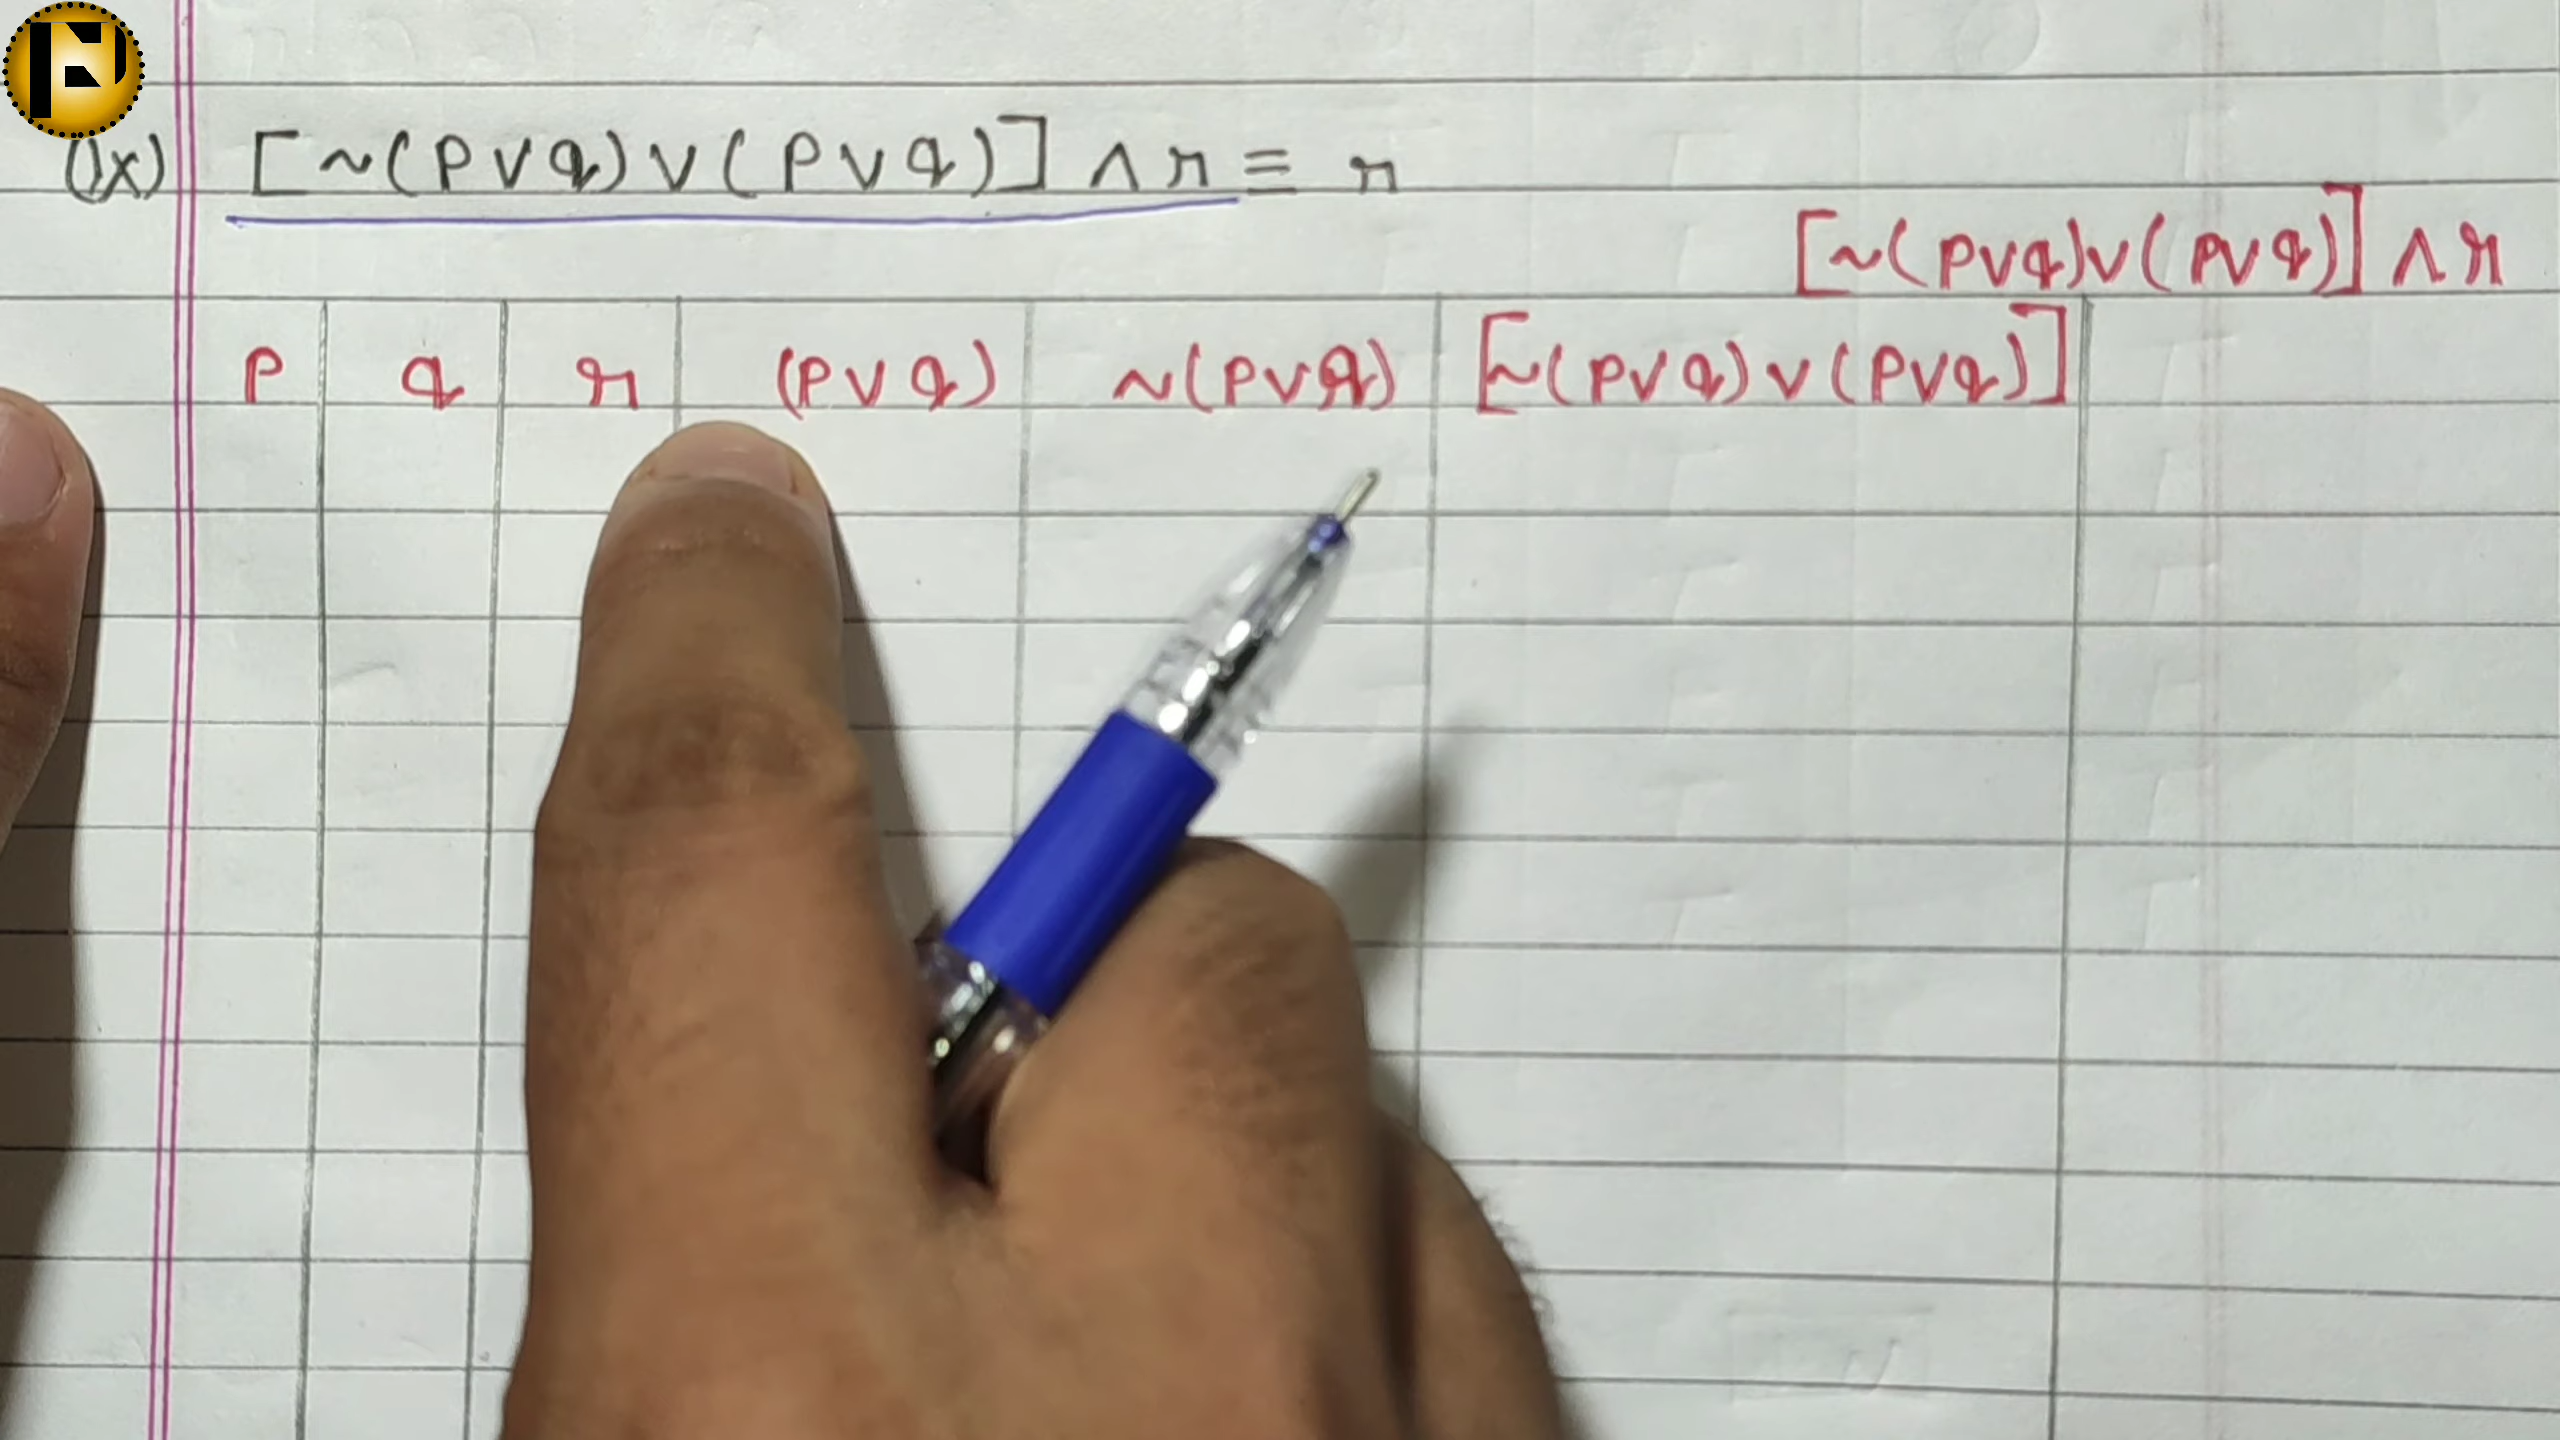 (ix) [~(p∨q)∨(p∨q)]∧r≡r
[~(p∨q)∨(p∨q)]∧r
p q r (p∨q) ~(p∨q) [~(p∨q)∨(p∨q)]